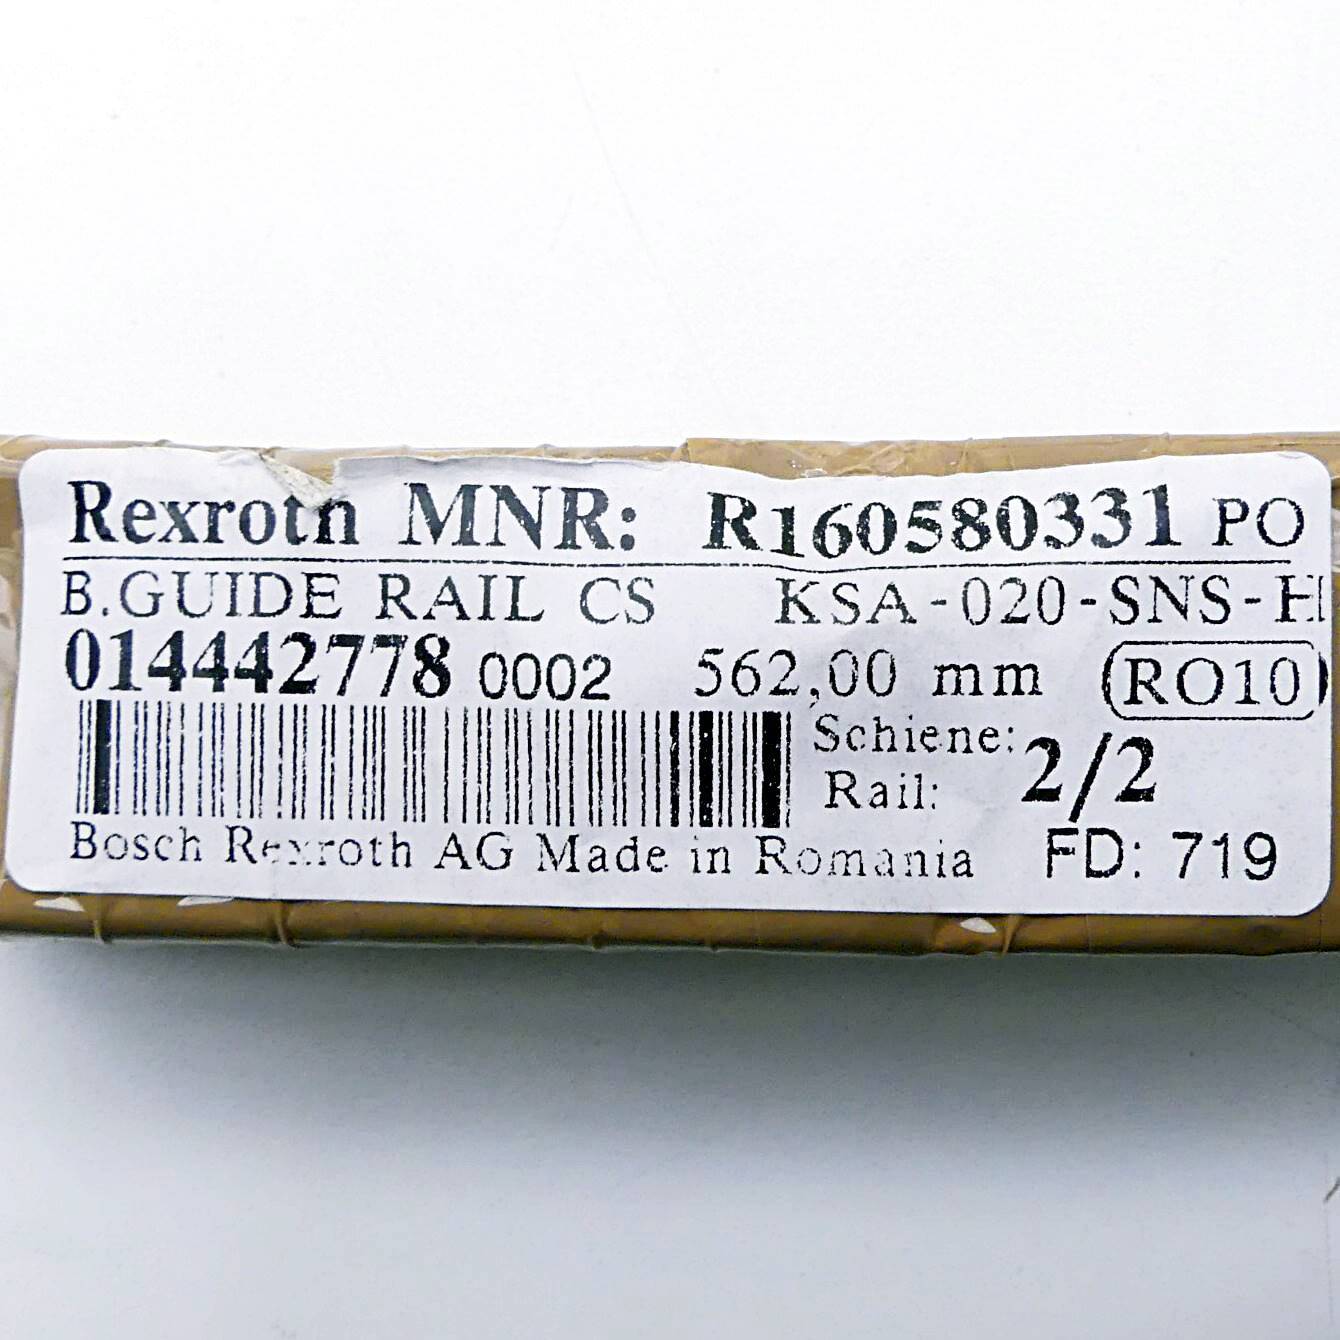 Rexroth MNR: R160580331 PO
B.GUIDE RAIL CS KSA-020-SNS-H
014442778 0002 562,00 mm RO10
Schiene:
Rail: 2/2
Bosch Rexroth AG Made in Romania FD: 719